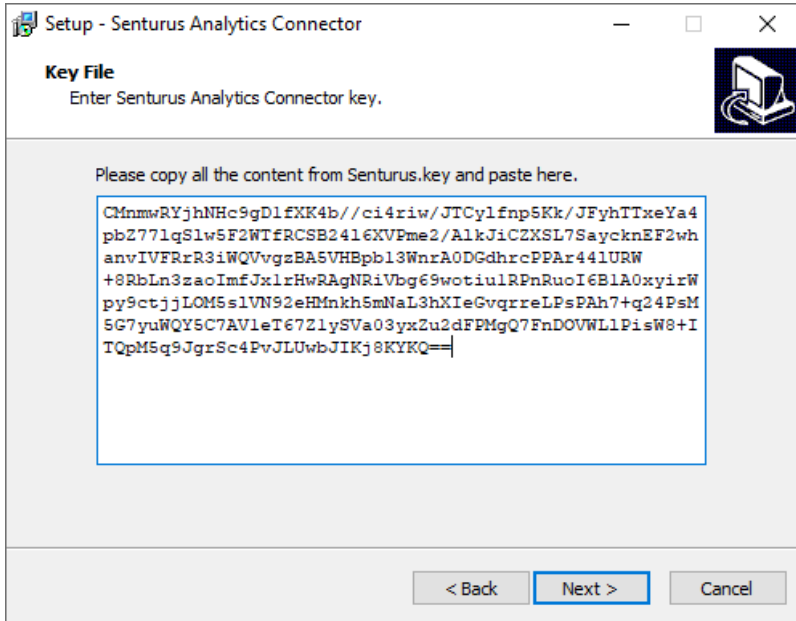 Setup - Senturus Analytics Connector
Key File
Enter Senturus Analytics Connector key.
Please copy all the content from Senturus.key and paste here.
CMnmwRYjhNHc9gDlfXK4b//ci4riw/JTCylfnp5Kk/JFyhTTxeYa4
pbZ77lqSlw5F2WTfRCSB24l6XVPme2/AlkJiCZXSL7SaycknEF2wh
anvIVFRrR3iWQVvgzBA5VHBpbl3WnrA0DGdhrcPPAr44lURW
+8RbLn3zaoImfJxlrHwRAgNRiVbg69wotiulRPnRuoI6BlA0xyirW
py9ctjjLOM5slVN92eHMnkh5mNaL3hXIeGvqrreLPsPAh7+q24PsM
5G7yuWQY5C7AVleT67ZlySVa03yxZu2dFPMgQ7FnDOVWLlPisW8+I
TQpM5q9JgrSc4PvJLUwbJIKj8KYKQ==
< Back
Next >
Cancel